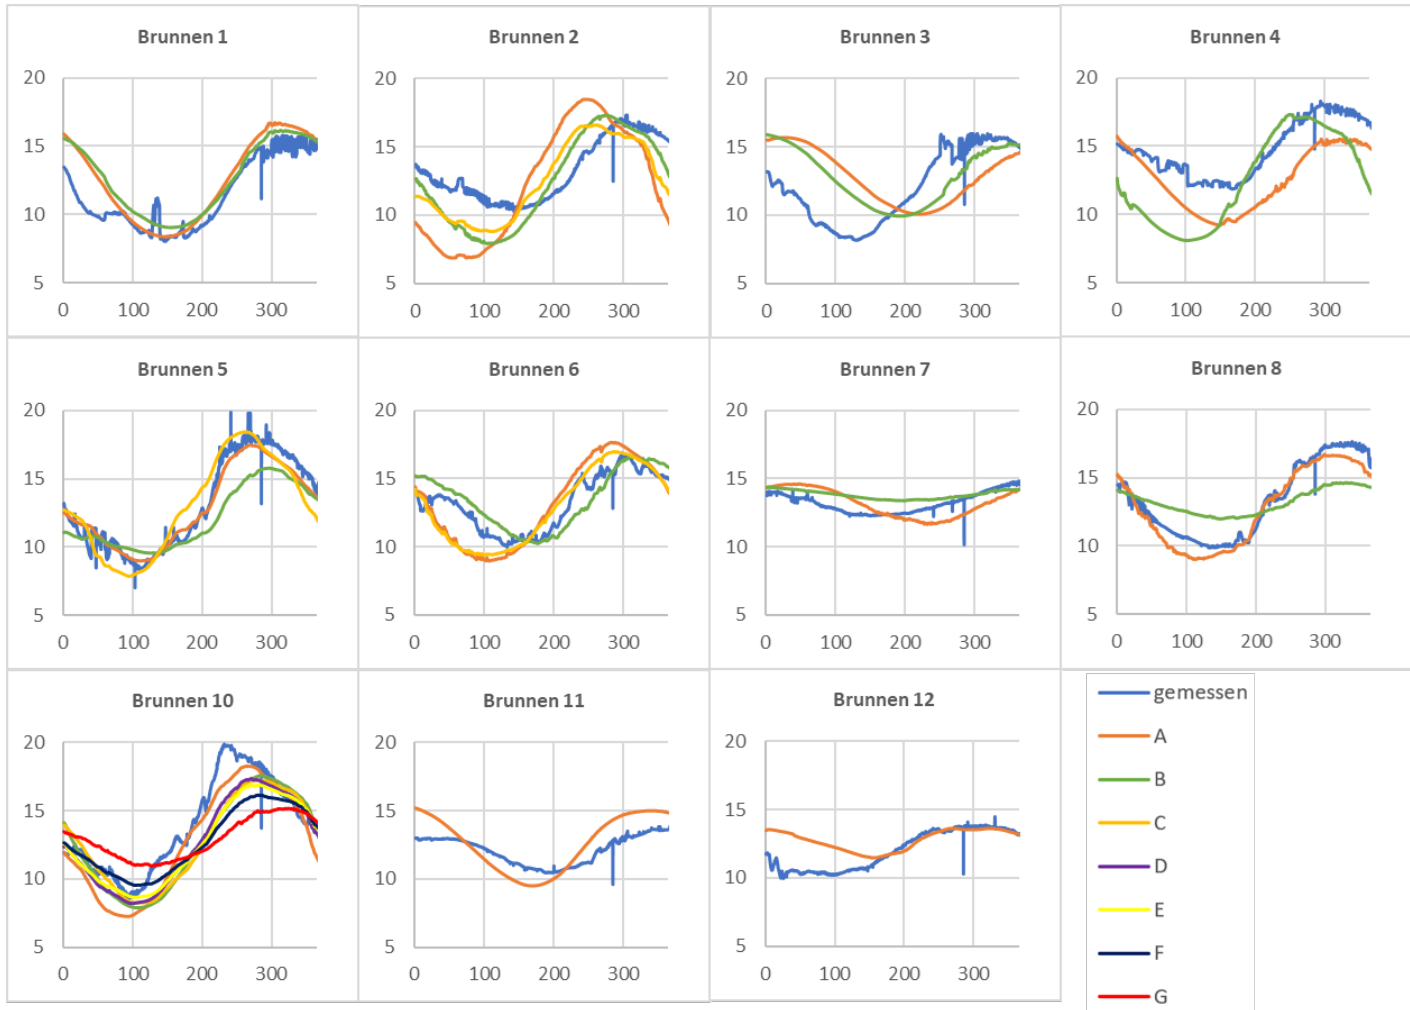 Brunnen 1
20
15
10
5
0 100 200 300
Brunnen 2
20
15
10
5
0 100 200 300
Brunnen 3
20
15
10
5
0 100 200 300
Brunnen 4
20
15
10
5
0 100 200 300
Brunnen 5
20
15
10
5
0 100 200 300
Brunnen 6
20
15
10
5
0 100 200 300
Brunnen 7
20
15
10
5
0 100 200 300
Brunnen 8
20
15
10
5
0 100 200 300
Brunnen 10
20
15
10
5
0 100 200 300
Brunnen 11
20
15
10
5
0 100 200 300
Brunnen 12
20
15
10
5
0 100 200 300
gemessen
A
B
C
D
E
F
G